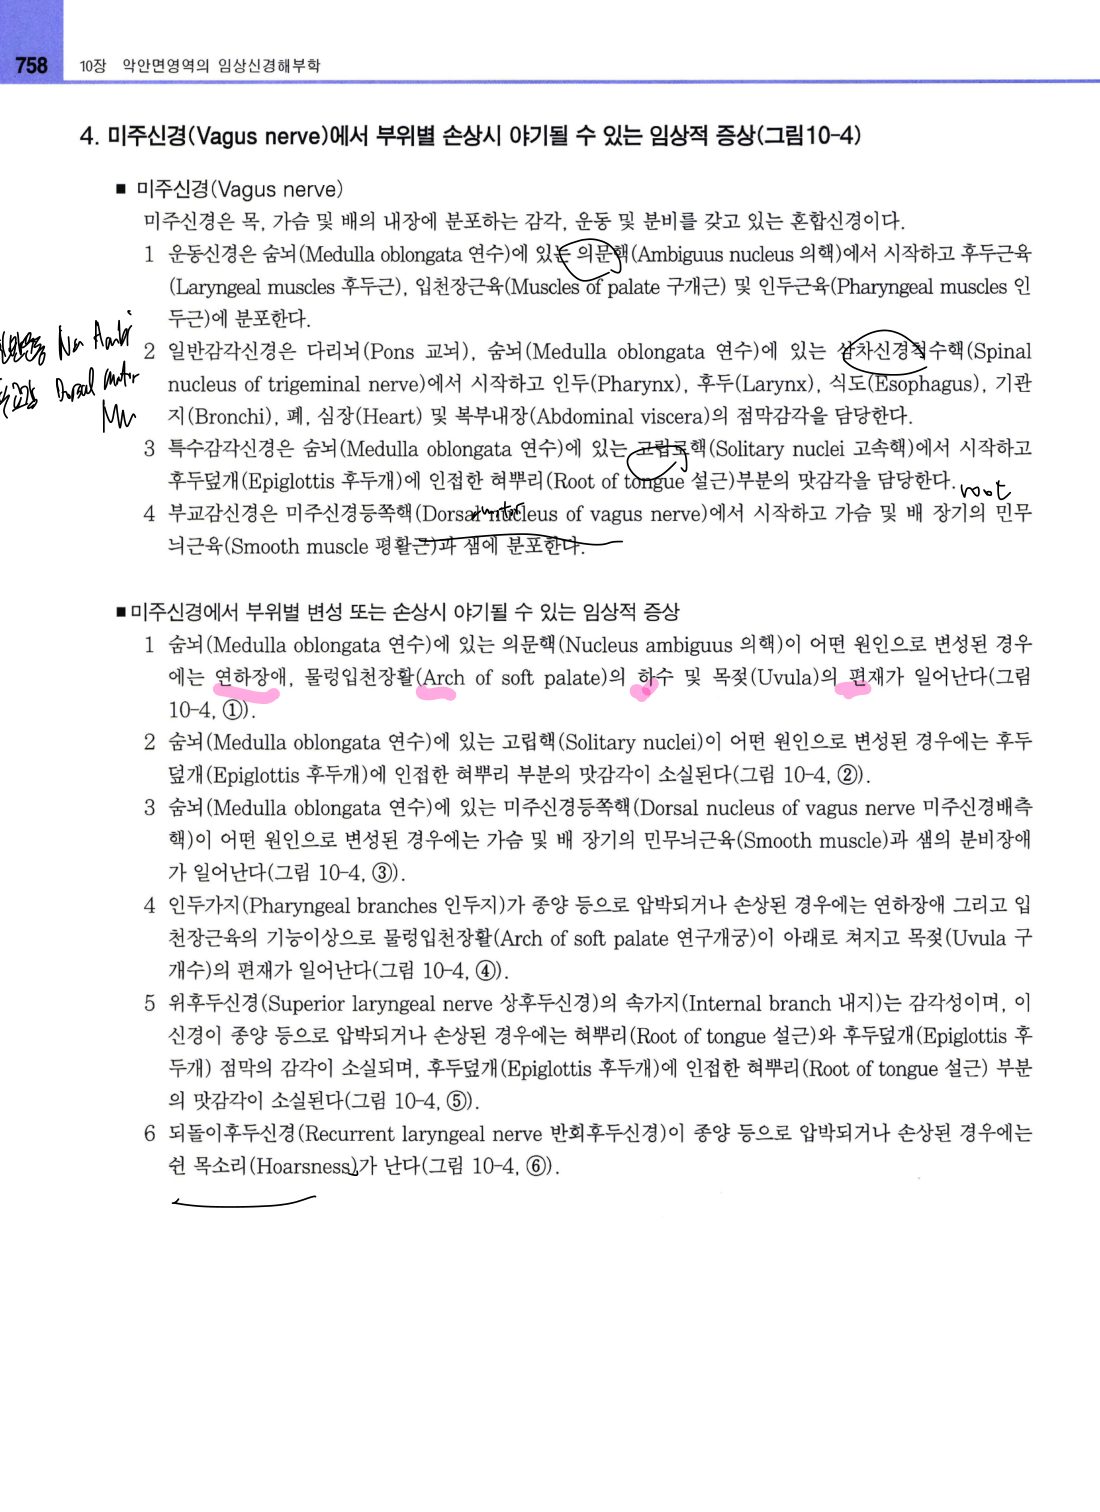 758 10장 악안면영역의 임상신경해부학
4. 미주신경(Vagus nerve)에서 부위별 손상시 야기될 수 있는 임상적 증상(그림10-4)
■ 미주신경(Vagus nerve)
미주신경은 목, 가슴 및 배의 내장에 분포하는 감각, 운동 및 분비를 갖고 있는 혼합신경이다.
1 운동신경은 숨뇌(Medulla oblongata 연수)에 있는 의문핵(Ambiguus nucleus 의핵)에서 시작하고 후두근육
(Laryngeal muscles 후두근), 입천장근육(Muscles of palate 구개근) 및 인두근육(Pharyngeal muscles 인
두근)에 분포한다.
2 일반감각신경은 다리뇌(Pons 교뇌), 숨뇌(Medulla oblongata 연수)에 있는 삼차신경척수핵(Spinal
nucleus of trigeminal nerve)에서 시작하고 인두(Pharynx), 후두(Larynx), 식도(Esophagus), 기관
지(Bronchi), 폐, 심장(Heart) 및 복부내장(Abdominal viscera)의 점막감각을 담당한다.
Dorsal motor
3 특수감각신경은 숨뇌(Medulla oblongata 연수)에 있는 고립로핵(Solitary nuclei 고속핵)에서 시작하고
후두덮개(Epiglottis 후두개)에 인접한 혀뿌리(Root of tongue 설근)부분의 맛감각을 담당한다.
root
motor
4 부교감신경은 미주신경등쪽핵(Dorsal nucleus of vagus nerve)에서 시작하고 가슴 및 배 장기의 민무
늬근육(Smooth muscle 평활근)과 샘에 분포한다.
■미주신경에서 부위별 변성 또는 손상시 야기될 수 있는 임상적 증상
1 숨뇌(Medulla oblongata 연수)에 있는 의문핵(Nucleus ambiguus 의핵)이 어떤 원인으로 변성된 경우
에는 연하장애, 물렁입천장활(Arch of soft palate)의 하수 및 목젖(Uvula)의 편재가 일어난다(그림
10-4, ①).
2 숨뇌(Medulla oblongata 연수)에 있는 고립핵(Solitary nuclei)이 어떤 원인으로 변성된 경우에는 후두
덮개(Epiglottis 후두개)에 인접한 혀뿌리 부분의 맛감각이 소실된다(그림 10-4, ②).
3 숨뇌(Medulla oblongata 연수)에 있는 미주신경등쪽핵(Dorsal nucleus of vagus nerve 미주신경배측
핵)이 어떤 원인으로 변성된 경우에는 가슴 및 배 장기의 민무늬근육(Smooth muscle)과 샘의 분비장애
가 일어난다(그림 10-4, ③).
4 인두가지(Pharyngeal branches 인두지)가 종양 등으로 압박되거나 손상된 경우에는 연하장애 그리고 입
천장근육의 기능이상으로 물렁입천장활(Arch of soft palate 연구개궁)이 아래로 쳐지고 목젖(Uvula 구
개수)의 편재가 일어난다(그림 10-4, ④).
5 위후두신경(Superior laryngeal nerve 상후두신경)의 속가지(Internal branch 내지)는 감각성이며, 이
신경이 종양 등으로 압박되거나 손상된 경우에는 혀뿌리(Root of tongue 설근)와 후두덮개(Epiglottis 후
두개) 점막의 감각이 소실되며, 후두덮개(Epiglottis 후두개)에 인접한 혀뿌리(Root of tongue 설근) 부분
의 맛감각이 소실된다(그림 10-4, ⑤).
6 되돌이후두신경(Recurrent laryngeal nerve 반회후두신경)이 종양 등으로 압박되거나 손상된 경우에는
쉰 목소리(Hoarsness)가 난다(그림 10-4, ⑥).